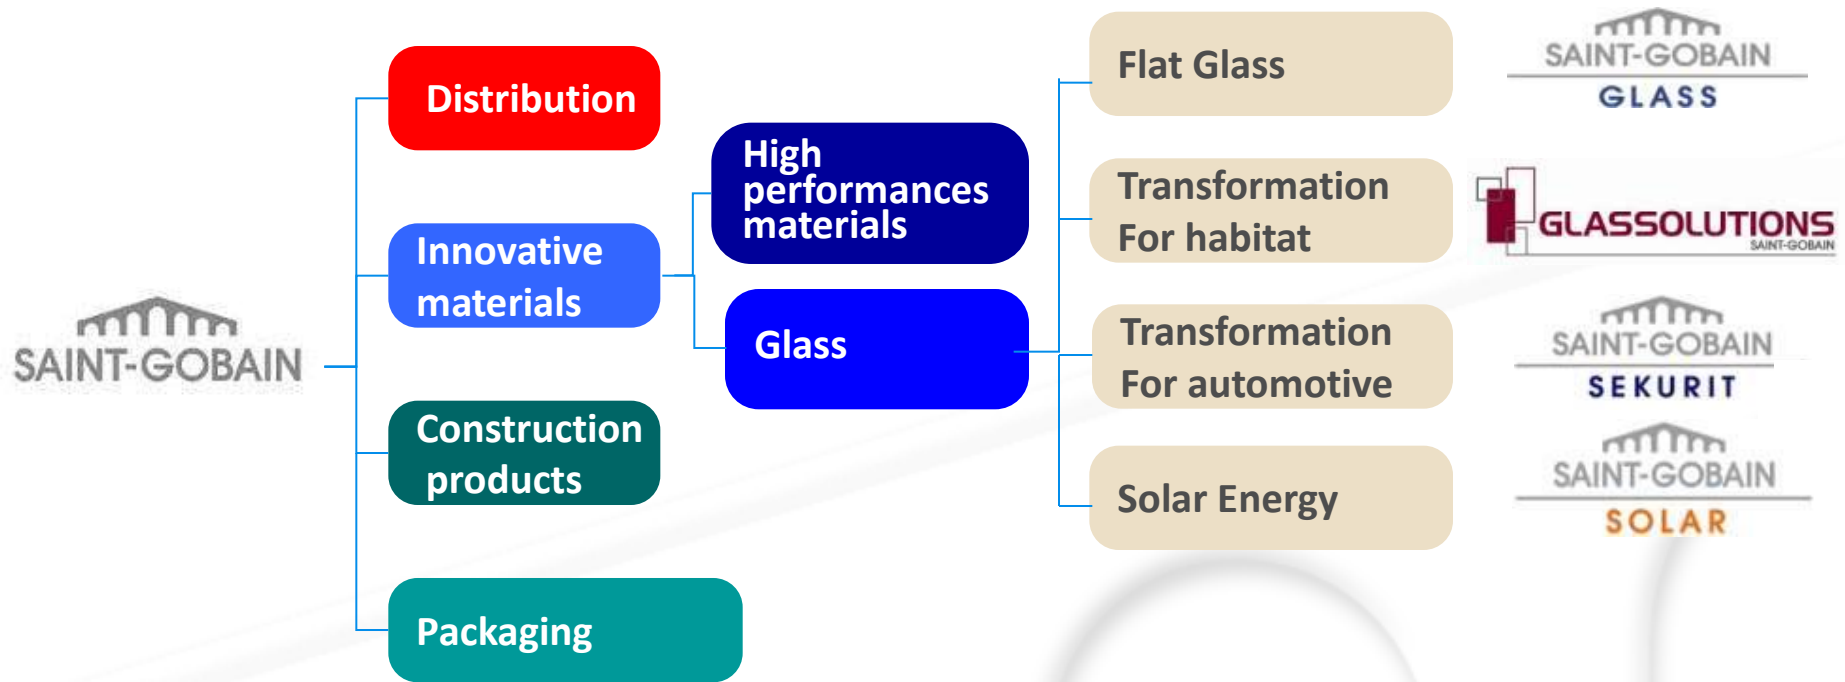 SAINT-GOBAIN
Distribution
Innovative
materials
Construction
products
Packaging
High
performances
materials
Glass
Flat Glass
Transformation
For habitat
Transformation
For automotive
Solar Energy
SAINT-GOBAIN
GLASS
GLASSOLUTIONS
SAINT-GOBAIN
SAINT-GOBAIN
SEKURIT
SAINT-GOBAIN
SOLAR